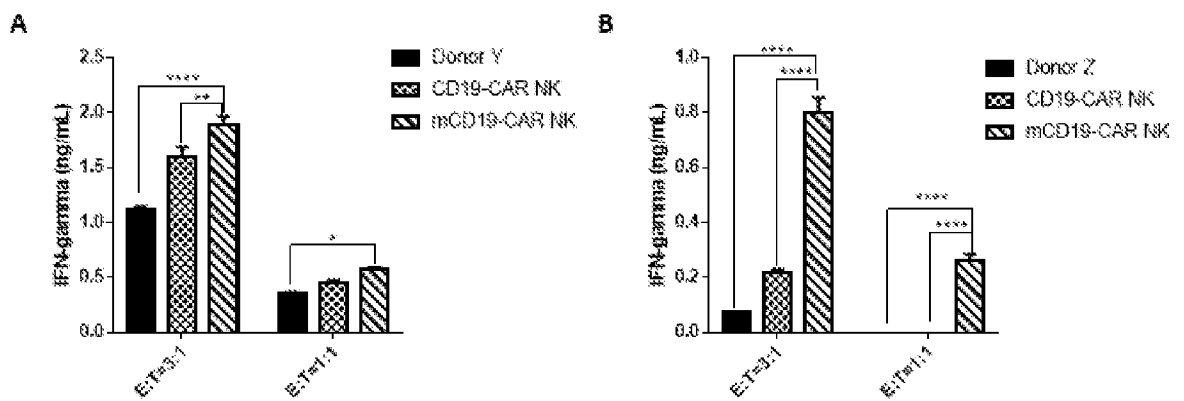 A
IFN-gamma (ng/mL)
2.5
2.0
1.5
1.0
0.5
0.0
****
**
*
E:T=3:1
E:T=1:1
Donor Y
CD19-CAR NK
mCD19-CAR NK
B
IFN-gamma (ng/mL)
1.0
0.8
0.6
0.4
0.2
0.0
****
****
****
****
E:T=3:1
E:T=1:1
Donor Z
CD19-CAR NK
mCD19-CAR NK